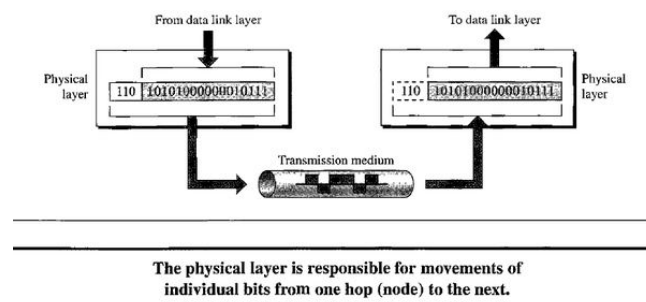 From data link layer
To data link layer
Physical layer
110 10101000000010111
110 10101000000010111
Physical layer
Transmission medium
The physical layer is responsible for movements of
individual bits from one hop (node) to the next.